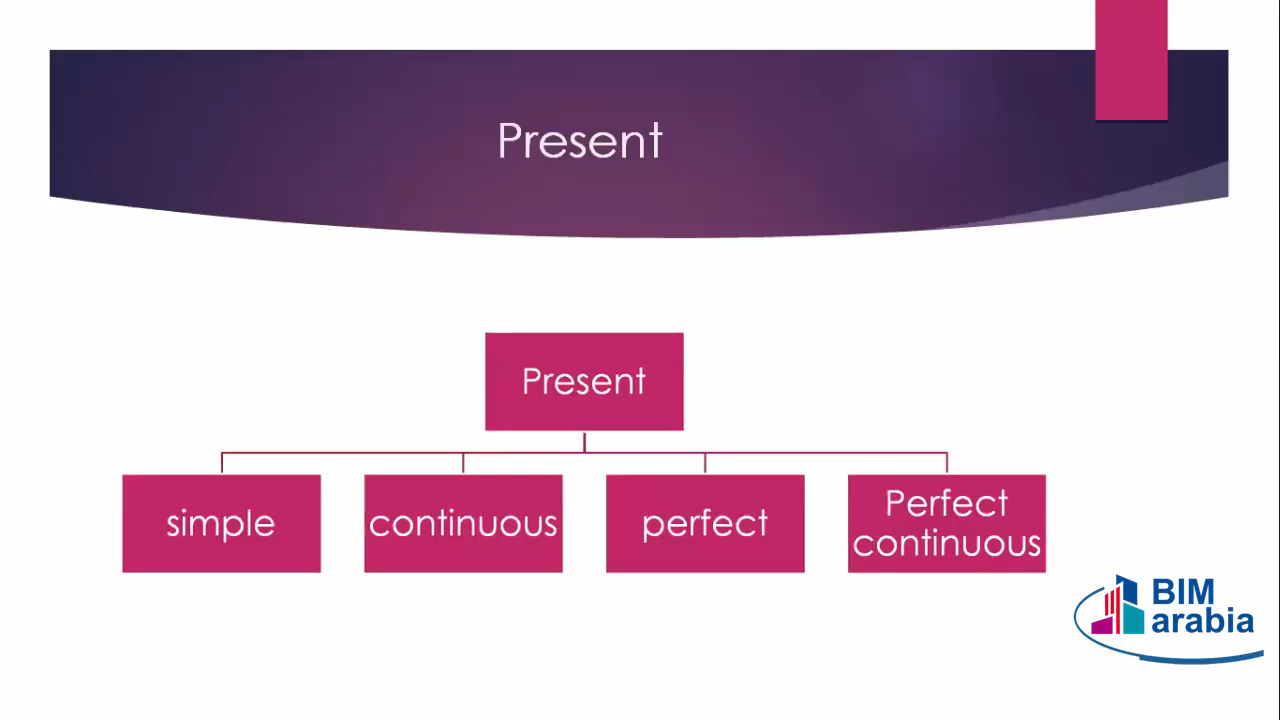 Present
Present
simple
continuous
perfect
Perfect
continuous
BIM
arabia